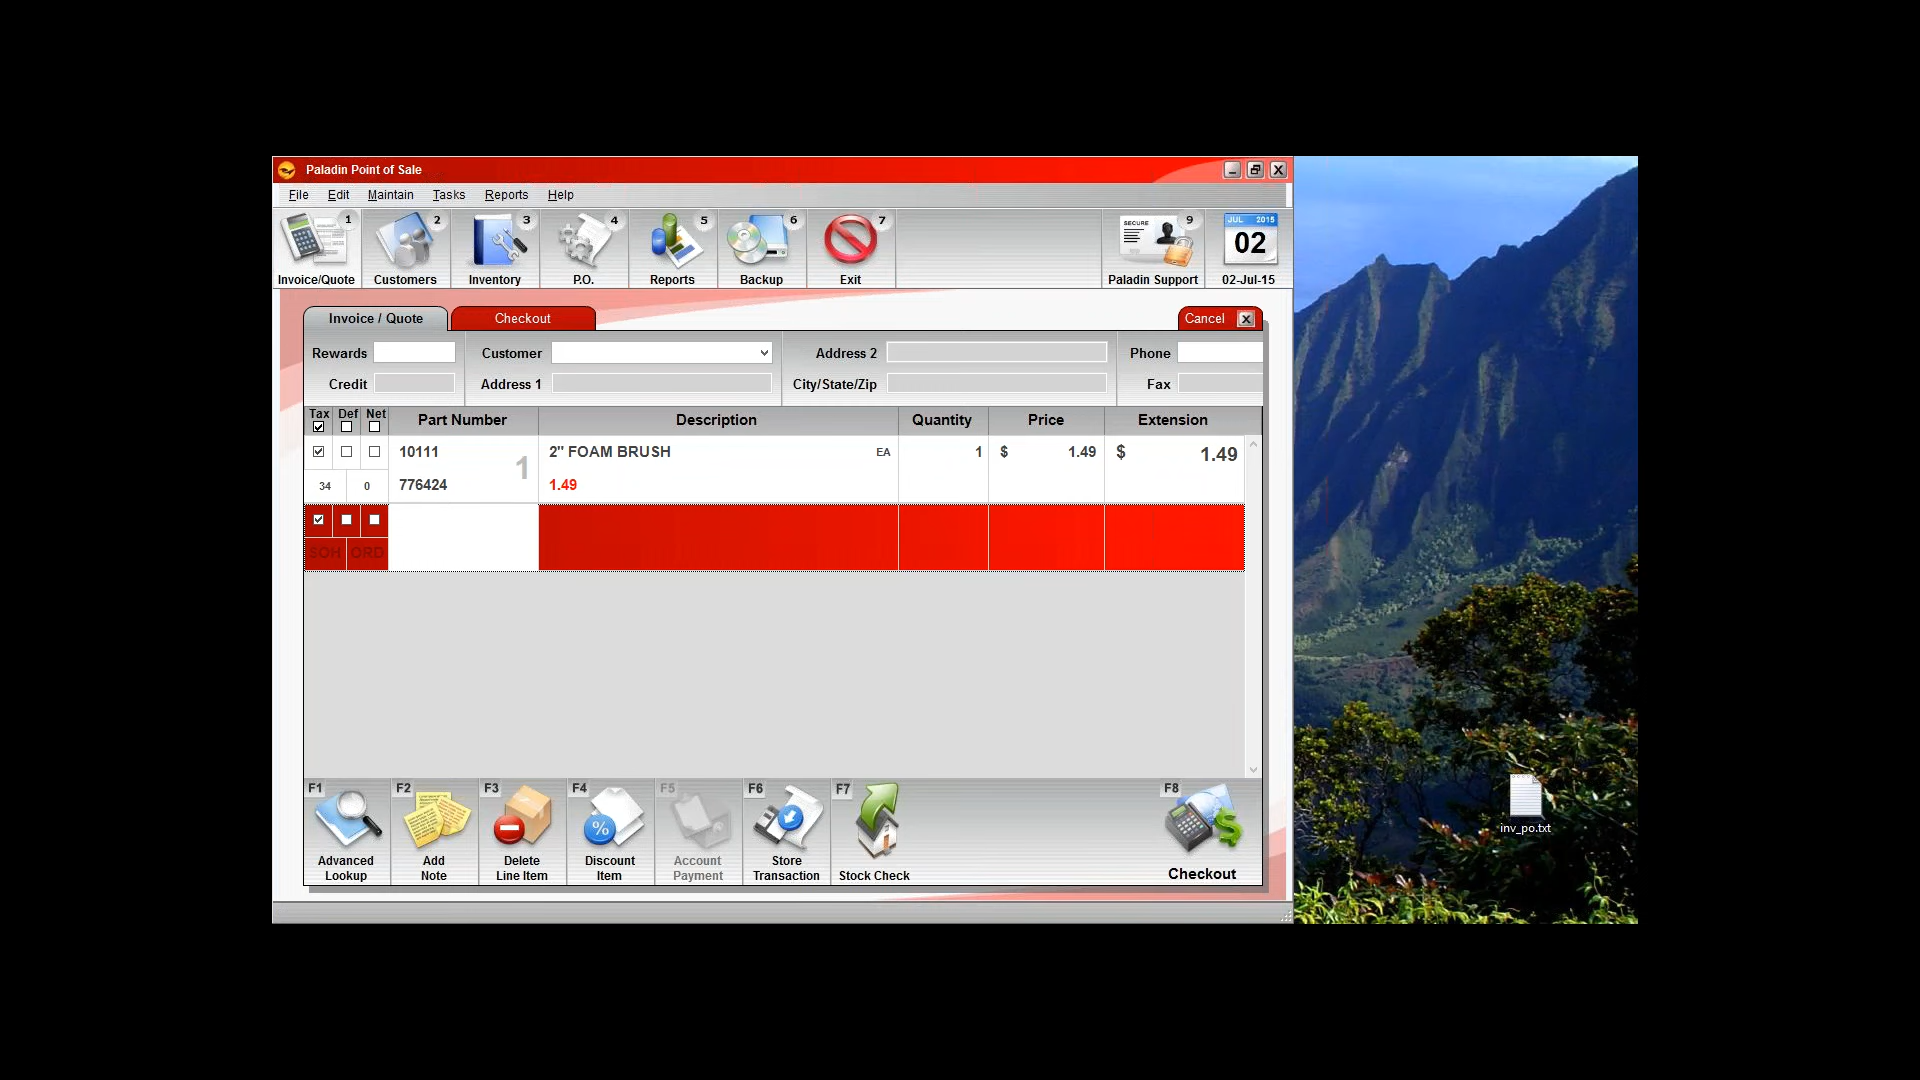 Paladin Point of Sale
File Edit Maintain Tasks Reports Help
1 2 3 4 5 6 7 SECURE 9 JUL 2015
02
Invoice/Quote Customers Inventory P.O. Reports Backup Exit Paladin Support 02-Jul-15
Invoice / Quote Checkout Cancel X
Rewards Customer Address 2 Phone
Credit Address 1 City/State/Zip Fax
Tax Def Net Part Number Description Quantity Price Extension
10111 2" FOAM BRUSH EA 1 $ 1.49 $ 1.49
1
34 0 776424 1.49
SOH ORD
F1 F2 F3 F4 F5 F6 F7 F8
Advanced Lookup
Add Note
Delete Line Item
Discount Item
Account Payment
Store Transaction
Stock Check
Checkout
inv_po.txt